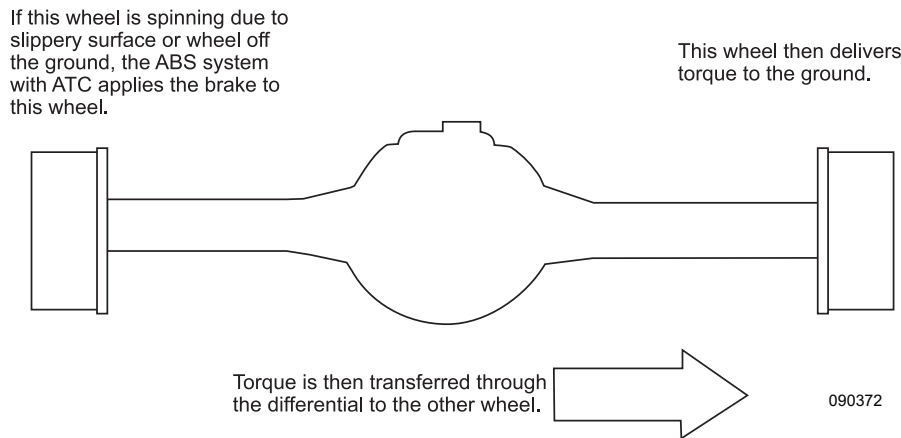 If this wheel is spinning due to
slippery surface or wheel off
the ground, the ABS system
with ATC applies the brake to
this wheel.
This wheel then delivers
torque to the ground.
Torque is then transferred through
the differential to the other wheel.
090372